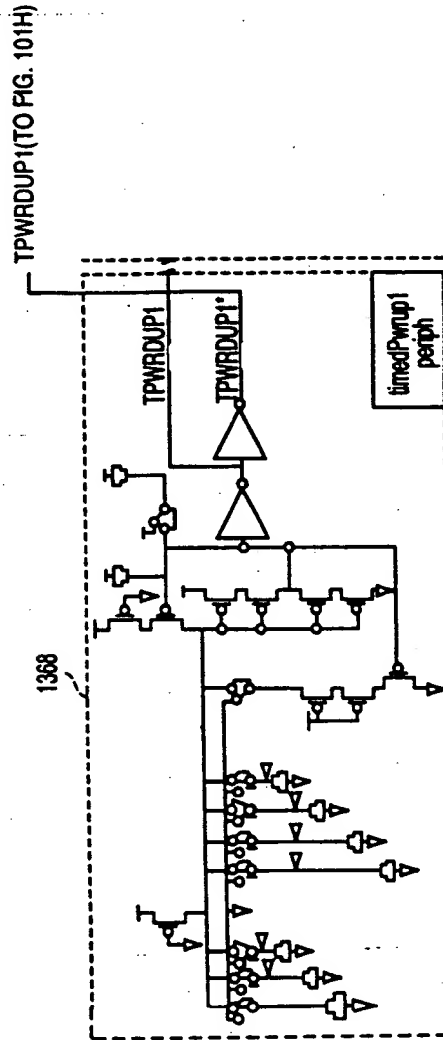 TPWRDUP1(TO FIG. 101H)
TPWRDUP1
TPWRDUP1*
1368
timedPwrup1
periph